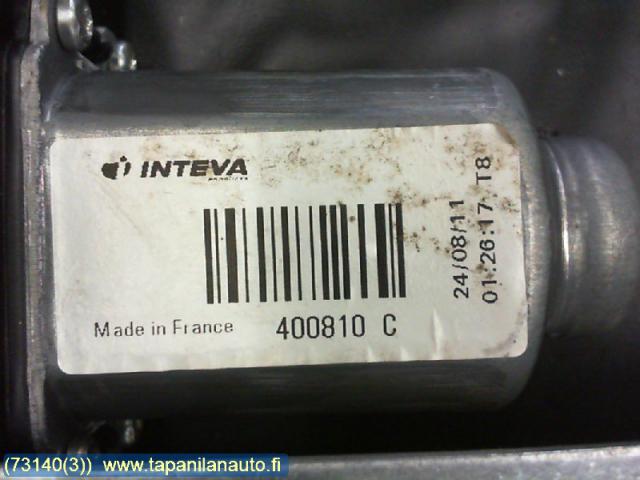 INTEVA
Made in France
400810 C
24/08/11
01:26:17 T8
(73140(3)) www.tapanilanauto.fi